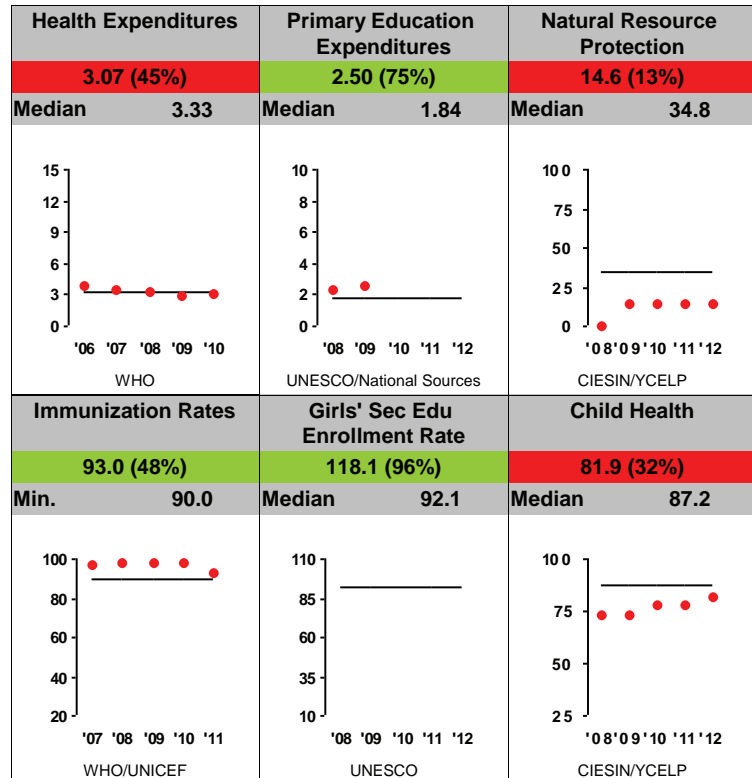 Health Expenditures
3.07 (45%)
Median 3.33
15
12
9
6
3
0
'06 '07 '08 '09 '10
WHO
Primary Education
Expenditures
2.50 (75%)
Median 1.84
10
8
6
4
2
0
'08 '09 '10 '11 '12
UNESCO/National Sources
Natural Resource
Protection
14.6 (13%)
Median 34.8
100
75
50
25
0
'08 '09 '10 '11 '12
CIESIN/YCELP
Immunization Rates
93.0 (48%)
Min. 90.0
100
80
60
40
20
'07 '08 '09 '10 '11
WHO/UNICEF
Girls' Sec Edu
Enrollment Rate
118.1 (96%)
Median 92.1
110
85
60
35
10
'08 '09 '10 '11 '12
UNESCO
Child Health
81.9 (32%)
Median 87.2
100
75
50
25
'08 '09 '10 '11 '12
CIESIN/YCELP